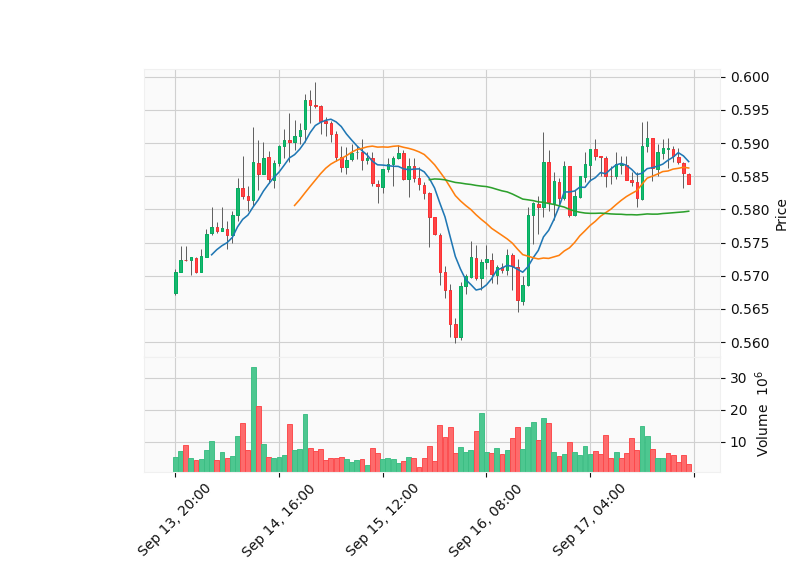 0.600
0.595
0.590
0.585
0.580
0.575
0.570
0.565
0.560
Price
30
20
10
Volume 10⁶
Sep 13, 20:00
Sep 14, 16:00
Sep 15, 12:00
Sep 16, 08:00
Sep 17, 04:00